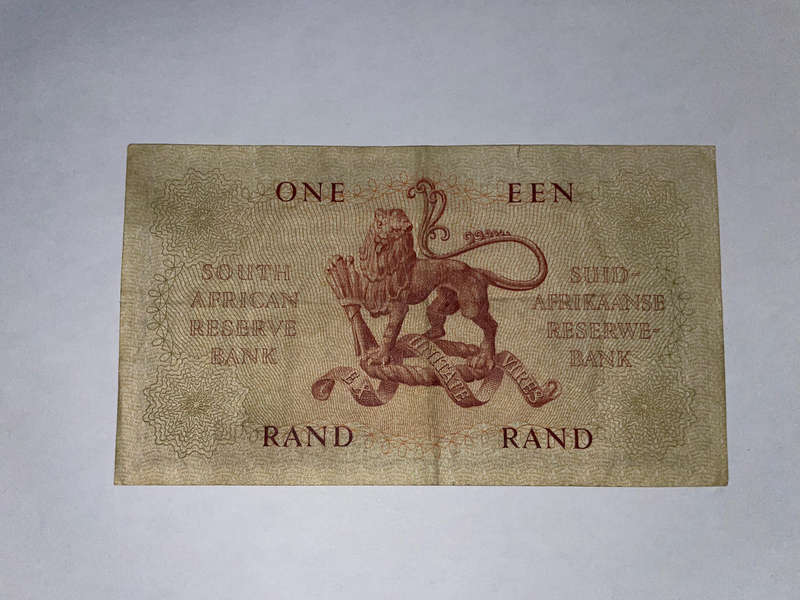 ONE EEN
SOUTH
AFRICAN
RESERVE
BANK
SUID-
AFRIKAANSE
RESERWE-
BANK
EX UNITATE VIRES
RAND RAND